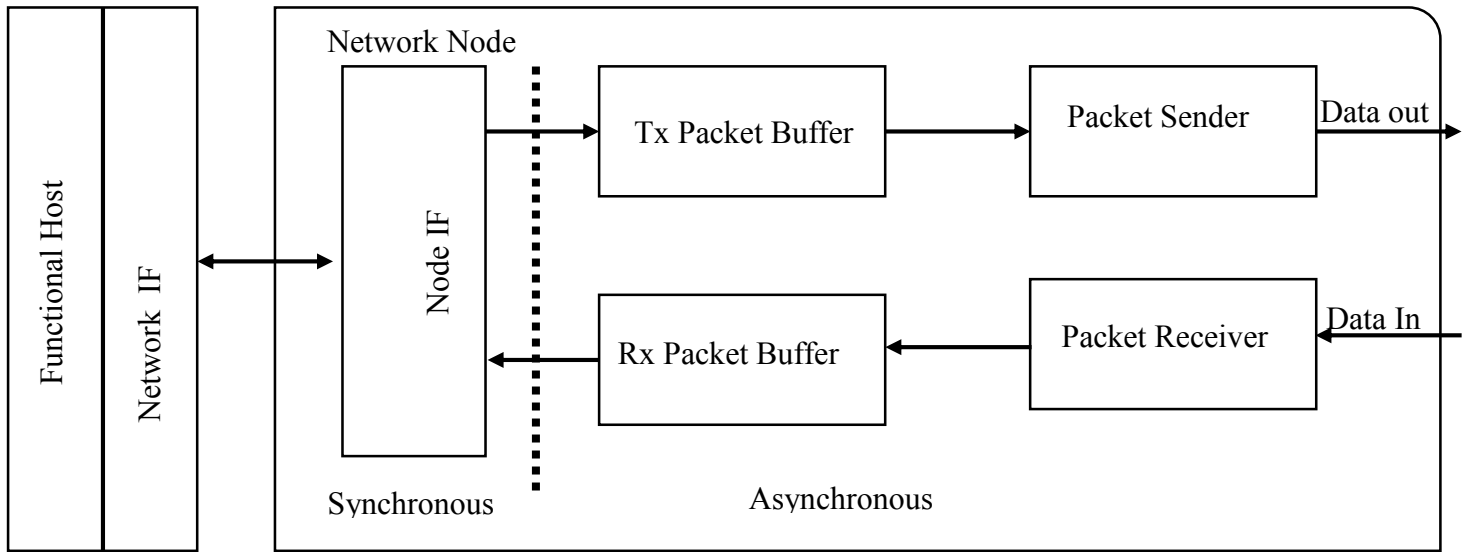 Functional Host
Network IF
Network Node
Node IF
Tx Packet Buffer
Packet Sender
Data out
Rx Packet Buffer
Packet Receiver
Data In
Synchronous
Asynchronous